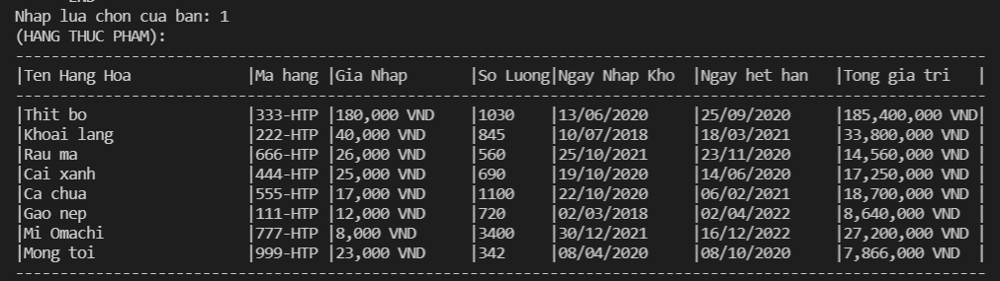 END
Nhap lua chon cua ban: 1
(HANG THUC PHAM):
--------------------------------------------------------------------------------------------------------
|Ten Hang Hoa |Ma hang |Gia Nhap |So Luong|Ngay Nhap Kho |Ngay het han |Tong gia tri |
--------------------------------------------------------------------------------------------------------
|Thit bo |333-HTP |180,000 VND |1030 |13/06/2020 |25/09/2020 |185,400,000 VND|
|Khoai lang |222-HTP |40,000 VND |845 |10/07/2018 |18/03/2021 |33,800,000 VND |
|Rau ma |666-HTP |26,000 VND |560 |25/10/2021 |23/11/2020 |14,560,000 VND |
|Cai xanh |444-HTP |25,000 VND |690 |19/10/2020 |14/06/2020 |17,250,000 VND |
|Ca chua |555-HTP |17,000 VND |1100 |22/10/2020 |06/02/2021 |18,700,000 VND |
|Gao nep |111-HTP |12,000 VND |720 |02/03/2018 |02/04/2022 |8,640,000 VND |
|Mi Omachi |777-HTP |8,000 VND |3400 |30/12/2021 |16/12/2022 |27,200,000 VND |
|Mong toi |999-HTP |23,000 VND |342 |08/04/2020 |08/10/2020 |7,866,000 VND |
--------------------------------------------------------------------------------------------------------